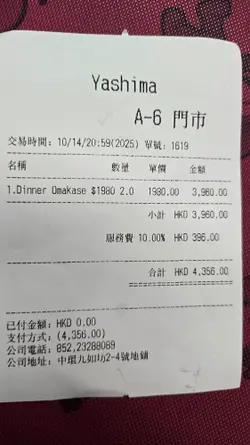 Yashima
A-6 門市
交易時間: 10/14/20:59(2025) 單號: 1619
名稱 數量 單價 金額
1.Dinner Omakase $1980 2.0 1980.00 3,960.00
小計 HKD 3,960.00
服務費 10.00% HKD 396.00
合計 HKD 4,356.00
====================
已付金額: HKD 0.00
支付方式: (4,356.00)
公司電話: 852,23288089
公司地址: 中環九如坊2-4號地鋪